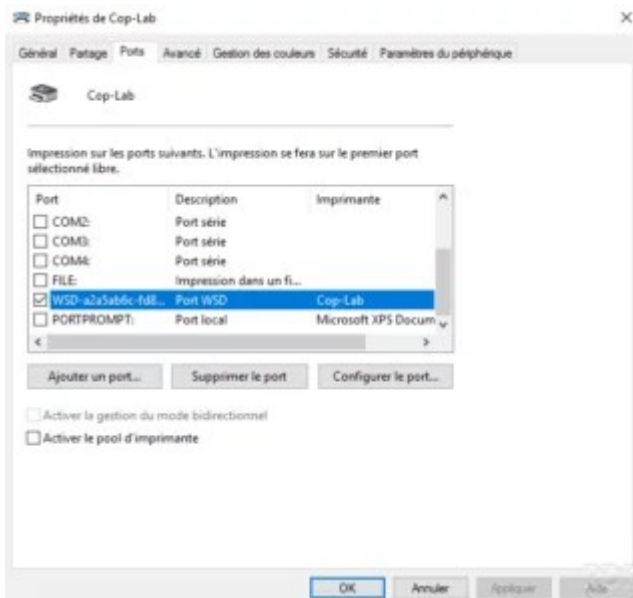 Propriétés de Cop-Lab
Général Partage Ports Avancé Gestion des couleurs Sécurité Paramètres du périphérique
Cop-Lab
Impression sur les ports suivants. L'impression se fera sur le premier port
sélectionné libre.
Port Description Imprimante
COM2: Port série
COM3: Port série
COM4: Port série
FILE: Impression dans un fi...
WSD-a2a5ab6c-fd8... Port WSD Cop-Lab
PORTPROMPT: Port local Microsoft XPS Docum
Ajouter un port... Supprimer le port Configurer le port...
Activer la gestion du mode bidirectionnel
Activer le pool d'imprimante
OK Annuler Appliquer Aide